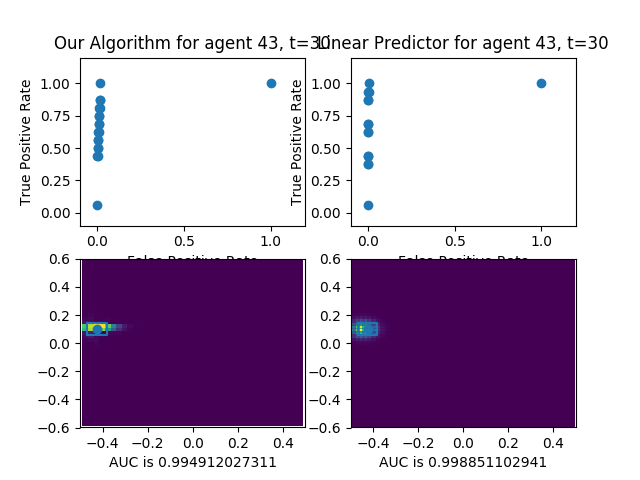 Our Algorithm for agent 43, t=30
Linear Predictor for agent 43, t=30
True Positive Rate
1.00
0.75
0.50
0.25
0.00
0.0 0.5 1.0
False Positive Rate
True Positive Rate
1.00
0.75
0.50
0.25
0.00
0.0 0.5 1.0
False Positive Rate
0.6
0.4
0.2
0.0
−0.2
−0.4
−0.6
−0.4 −0.2 0.0 0.2 0.4
AUC is 0.994912027311
0.6
0.4
0.2
0.0
−0.2
−0.4
−0.6
−0.4 −0.2 0.0 0.2 0.4
AUC is 0.998851102941